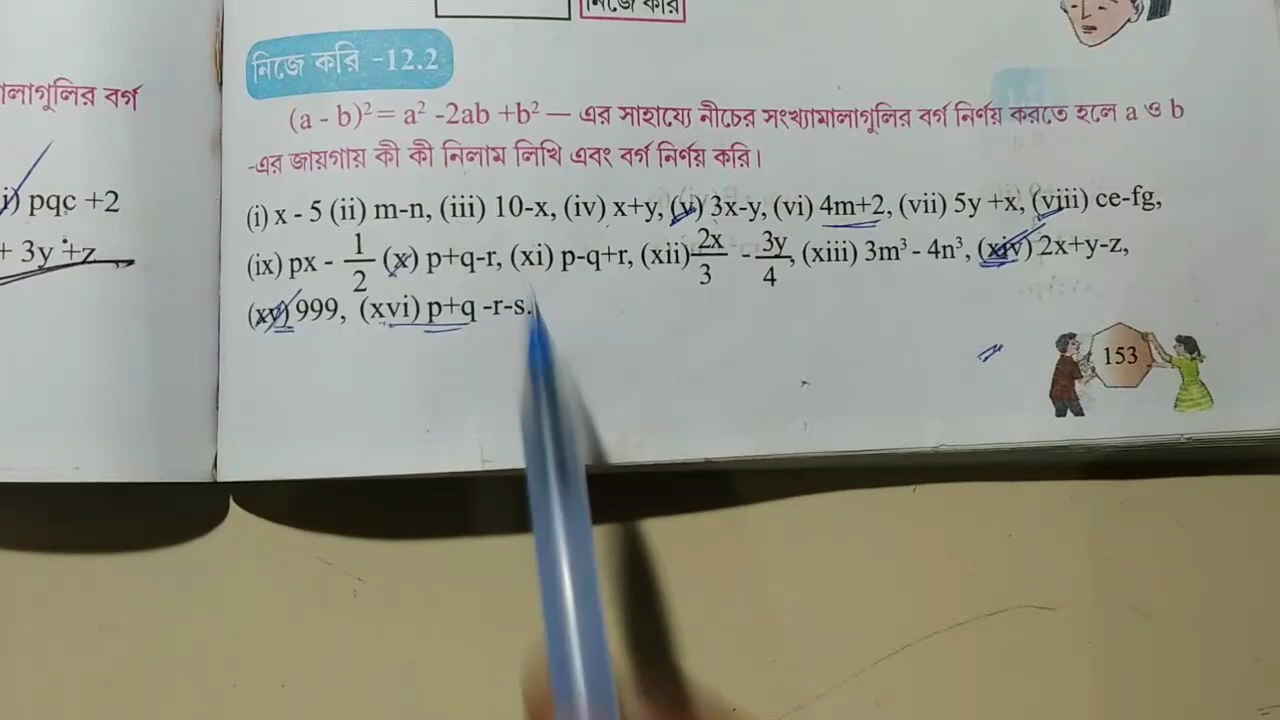 নিজে করি
নিজে করি -12.2
(a - b)² = a² -2ab +b² — এর সাহায্যে নীচের সংখ্যামালাগুলির বর্গ নির্ণয় করতে হলে a ও b
-এর জায়গায় কী কী নিলাম লিখি এবং বর্গ নির্ণয় করি।
(i) x - 5 (ii) m-n, (iii) 10-x, (iv) x+y, (v) 3x-y, (vi) 4m+2, (vii) 5y +x, (viii) ce-fg,
(ix) px - 1/2 (x) p+q-r, (xi) p-q+r, (xii) 2x/3 - 3y/4, (xiii) 3m³ - 4n³, (xiv) 2x+y-z,
(xv) 999, (xvi) p+q -r-s.
153
বর্গ
pqc +2
+ 3y +z